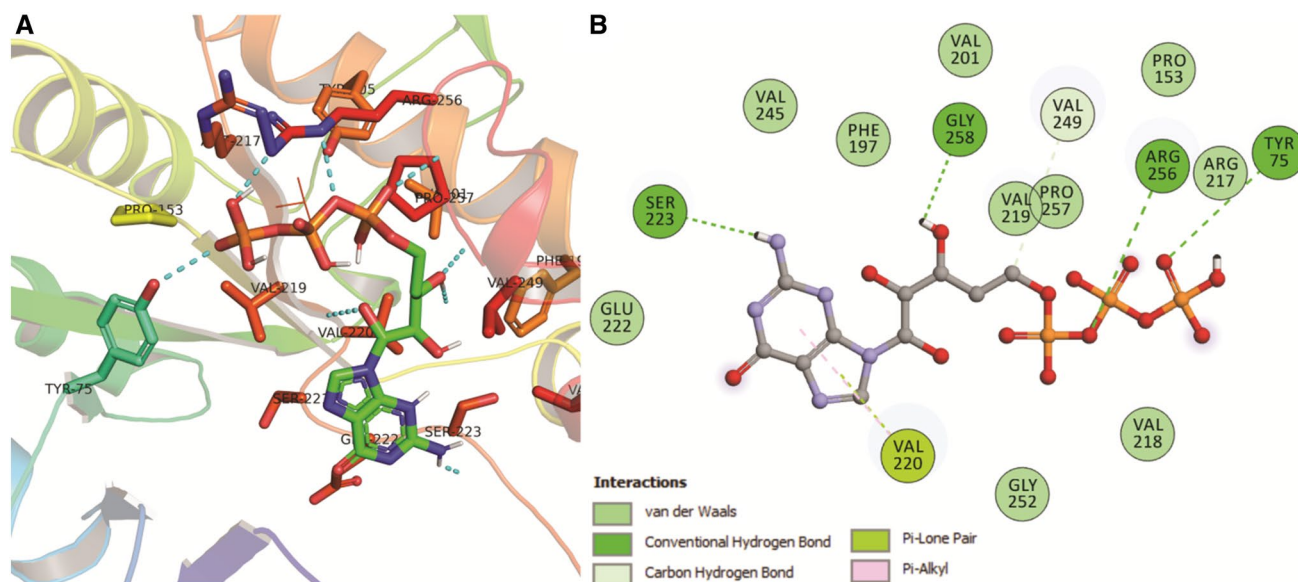 A
TYR-75
PRO-153
ARG-256
PRO-257
VAL-219
VAL-249
VAL-220
SER-223
TYR-75
B
VAL 201
PRO 153
VAL 245
PHE 197
GLY 258
VAL 249
TYR 75
ARG 256
ARG 217
SER 223
VAL 219
PRO 257
GLU 222
VAL 220
VAL 218
GLY 252
Interactions
van der Waals
Conventional Hydrogen Bond
Carbon Hydrogen Bond
Pi-Lone Pair
Pi-Alkyl